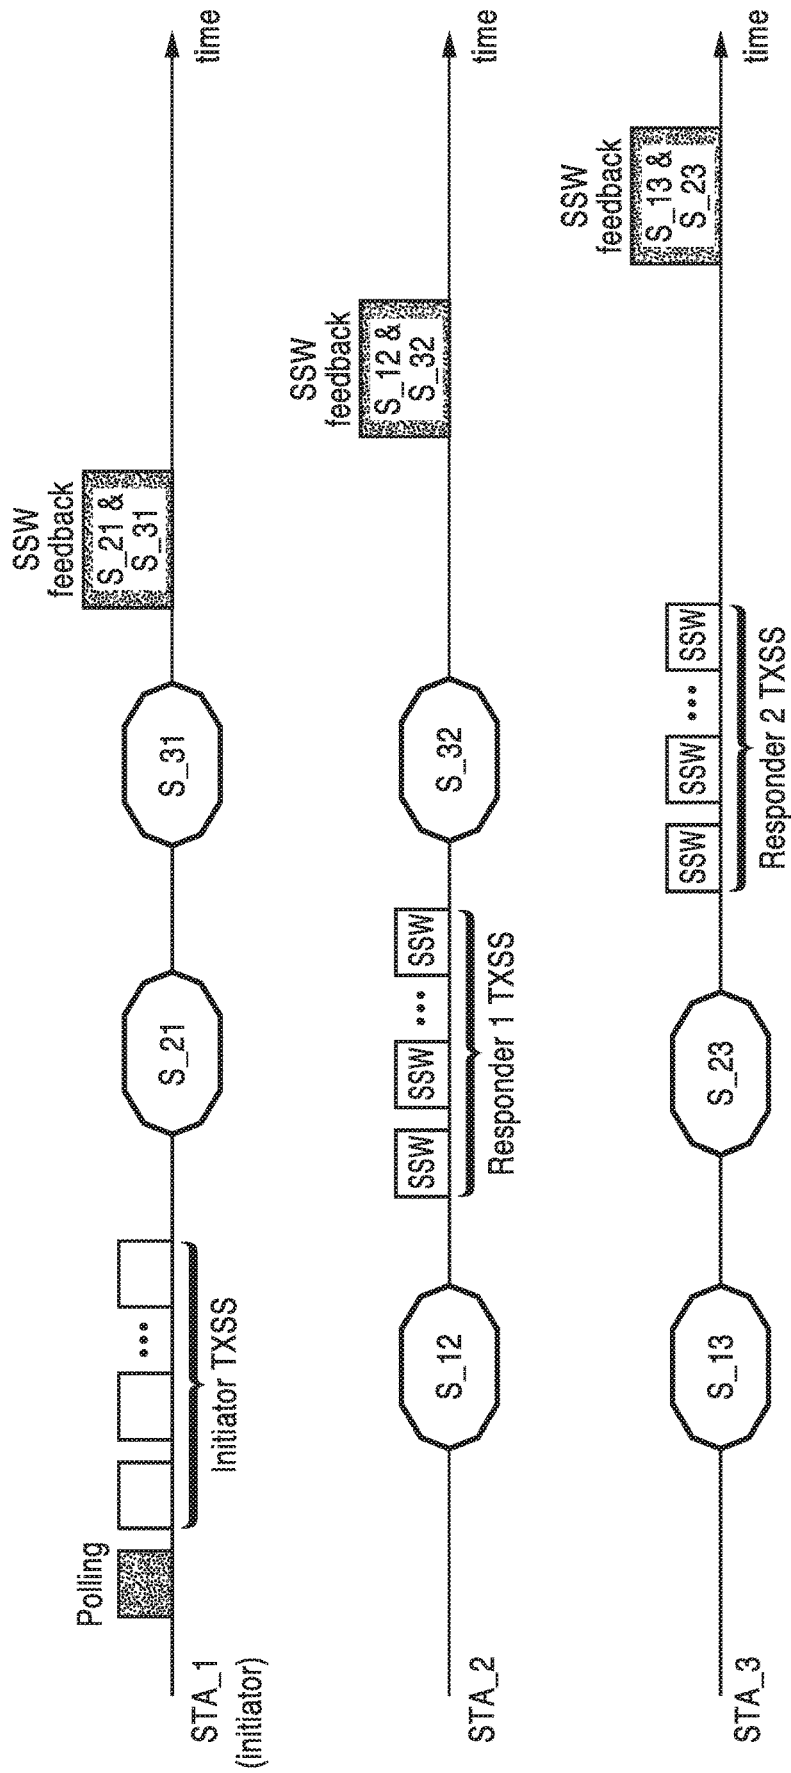 STA_1
(initiator)
Polling
Initiator TXSS
...
S_21
S_31
SSW
feedback
S_21 &
S_31
time
STA_2
S_12
SSW
SSW
...
SSW
Responder 1 TXSS
S_32
SSW
feedback
S_12 &
S_32
time
STA_3
S_13
S_23
SSW
SSW
...
SSW
Responder 2 TXSS
SSW
feedback
S_13 &
S_23
time